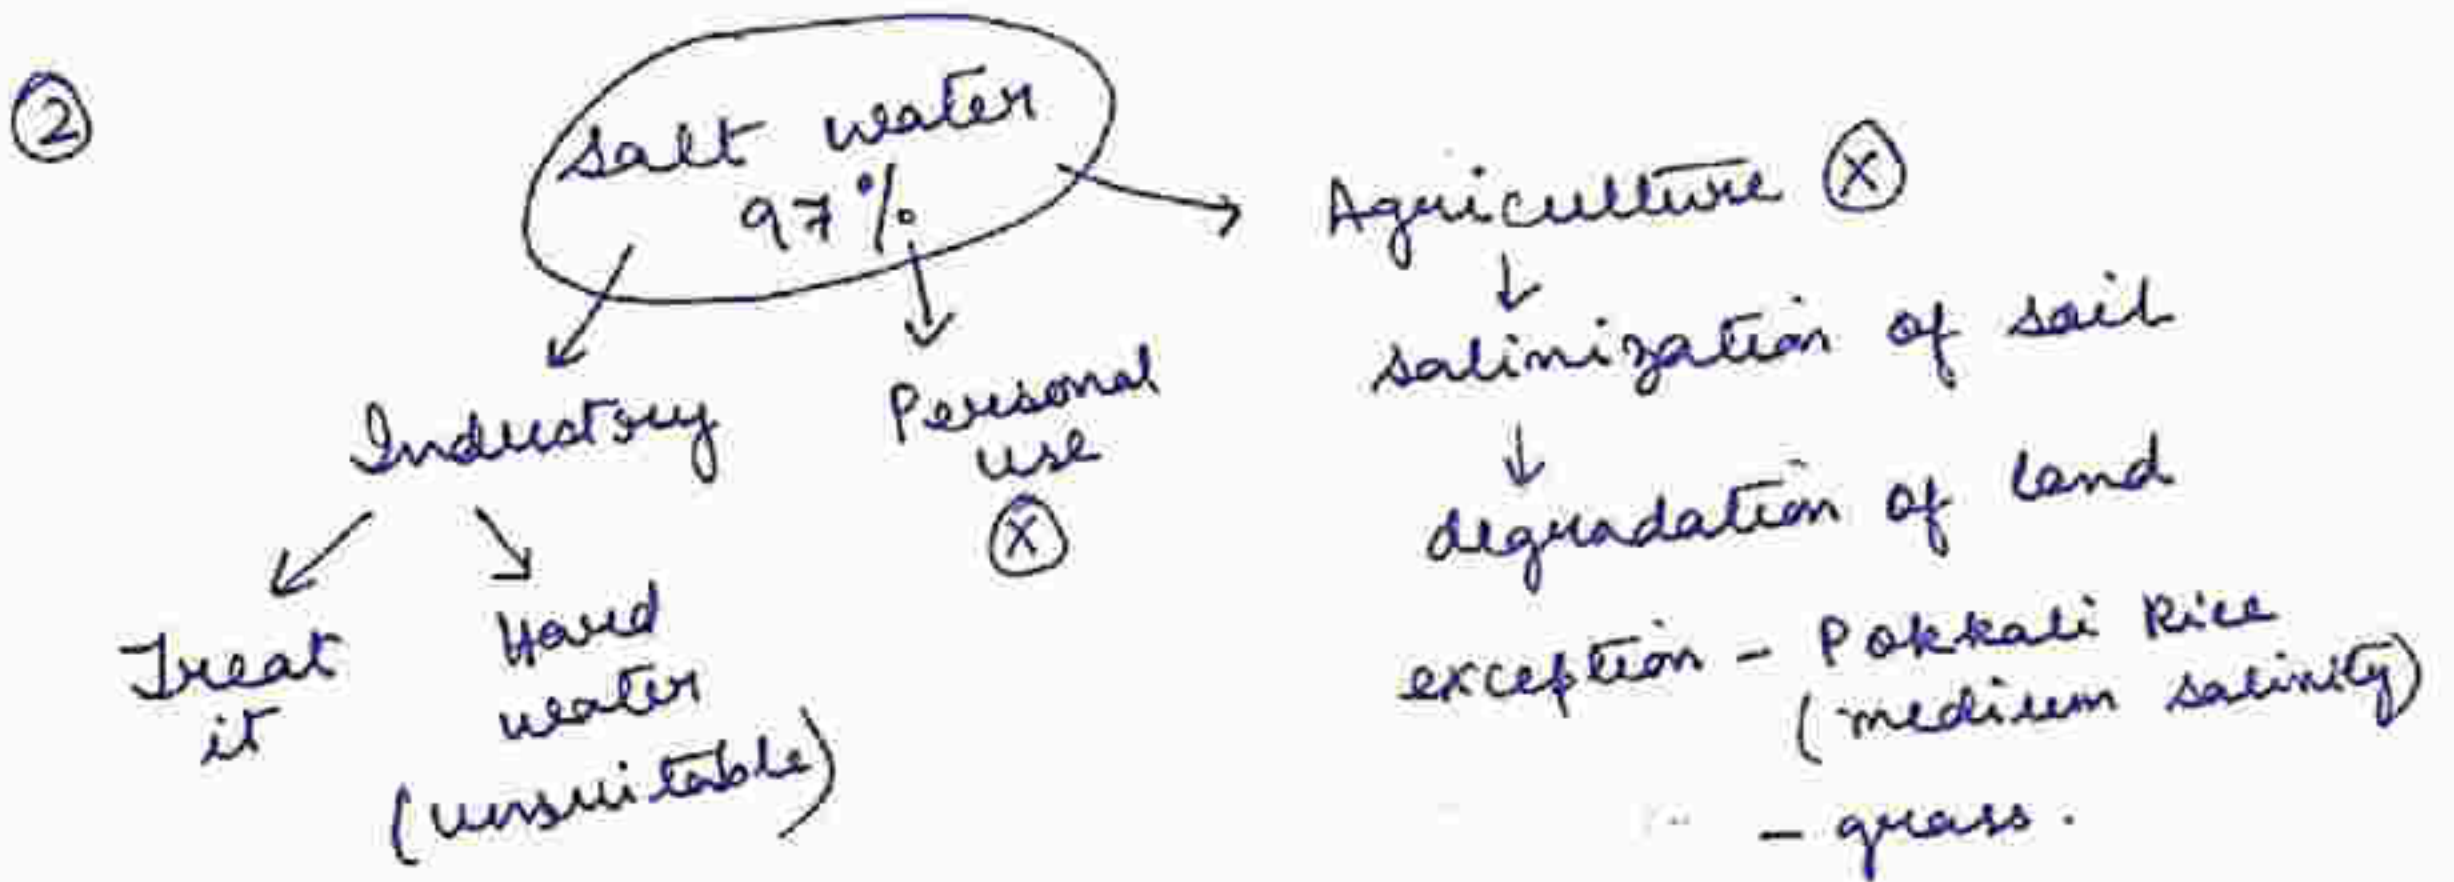 ②
Salt water
97%
Agriculture ⓧ
↓
salinization of soil
↓
degradation of land
exception - Pokkali Rice
(medium salinity)
- grass.
Industry
Personal
use
ⓧ
Treat
it
Hard
water
(unsuitable)